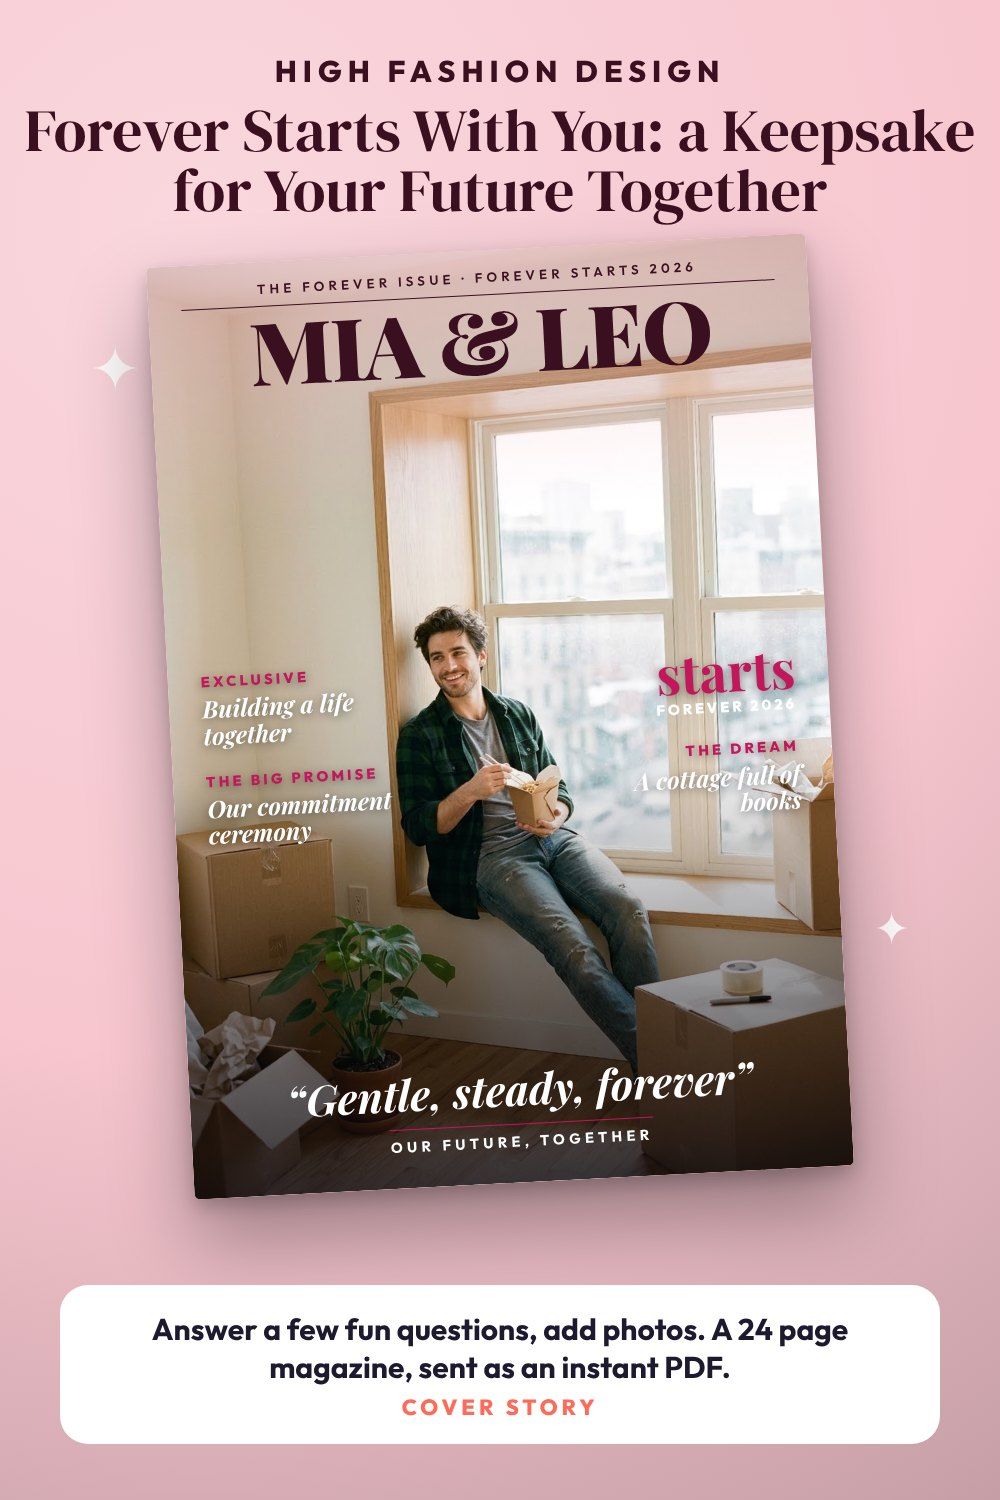 HIGH FASHION DESIGN
Forever Starts With You: a Keepsake
for Your Future Together
THE FOREVER ISSUE · FOREVER STARTS 2026
MIA & LEO
EXCLUSIVE
Building a life
together
THE BIG PROMISE
Our commitment
ceremony
starts
FOREVER 2026
THE DREAM
A cottage full of
books
“Gentle, steady, forever”
OUR FUTURE, TOGETHER
Answer a few fun questions, add photos. A 24 page
magazine, sent as an instant PDF.
COVER STORY